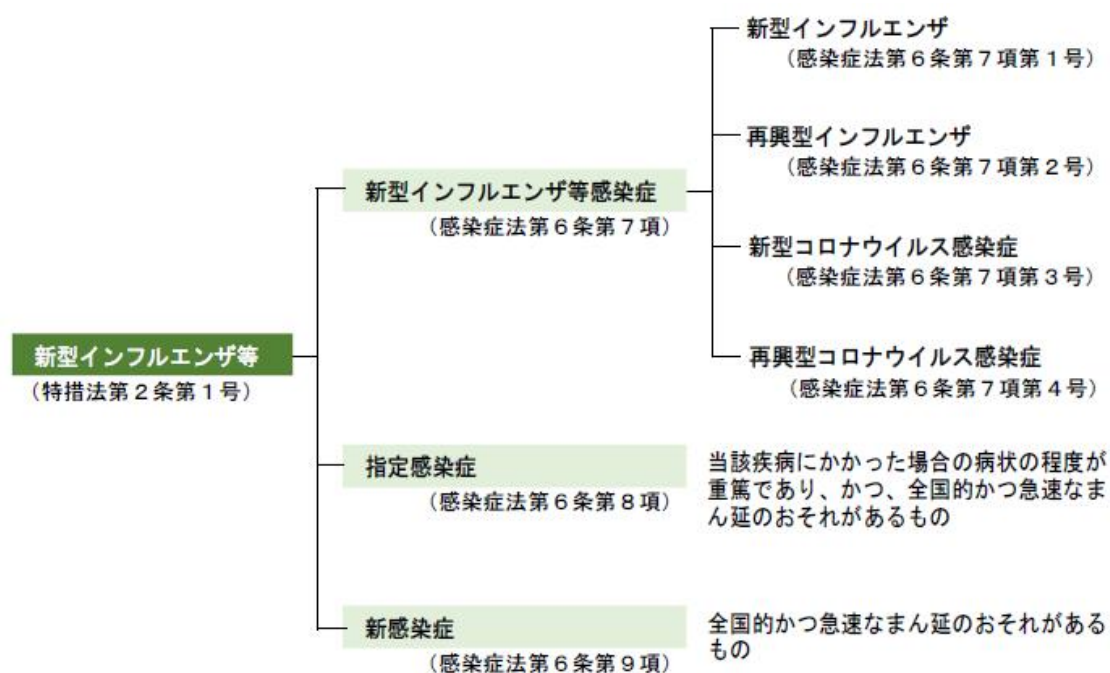 新型インフルエンザ等
（特措法第２条第１号）
新型インフルエンザ等感染症
（感染症法第６条第７項）
新型インフルエンザ
（感染症法第６条第７項第１号）
再興型インフルエンザ
（感染症法第６条第７項第２号）
新型コロナウイルス感染症
（感染症法第６条第７項第３号）
再興型コロナウイルス感染症
（感染症法第６条第７項第４号）
指定感染症
（感染症法第６条第８項）
当該疾病にかかった場合の病状の程度が
重篤であり、かつ、全国的かつ急速なま
ん延のおそれがあるもの
新感染症
（感染症法第６条第９項）
全国的かつ急速なまん延のおそれがある
もの